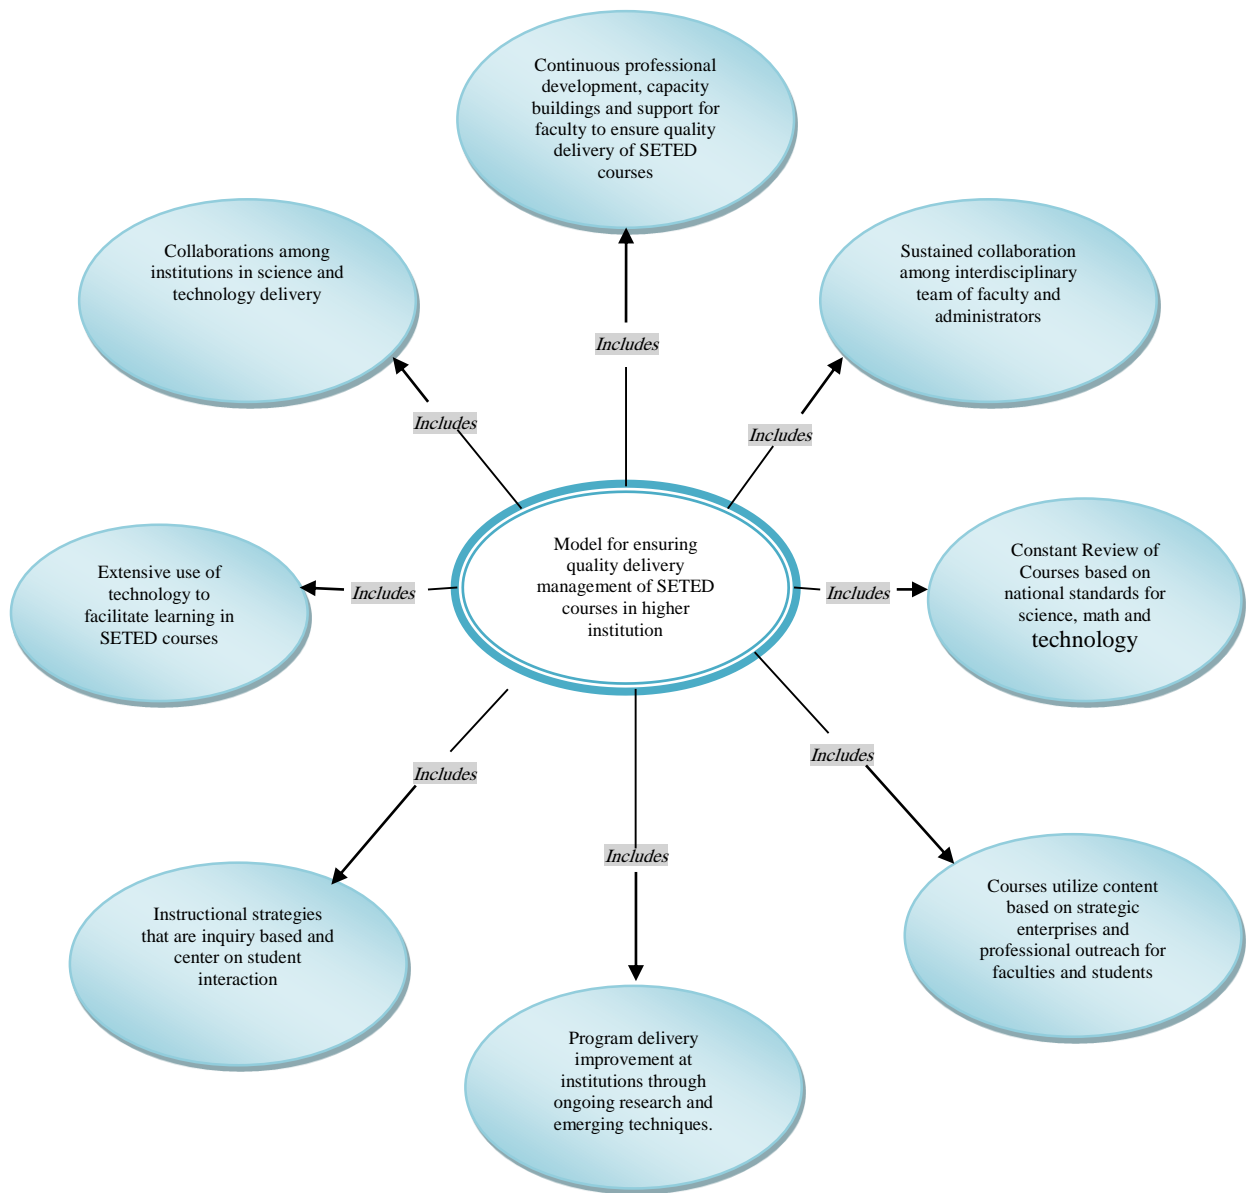 Continuous professional
development, capacity
buildings and support for
faculty to ensure quality
delivery of SETED
courses
Collaborations among
institutions in science and
technology delivery
Sustained collaboration
among interdisciplinary
team of faculty and
administrators
Includes
Includes
Includes
Extensive use of
technology to
facilitate learning in
SETED courses
Includes
Model for ensuring
quality delivery
management of SETED
courses in higher
institution
Includes
Constant Review of
Courses based on
national standards for
science, math and
technology
Includes
Includes
Includes
Instructional strategies
that are inquiry based and
center on student
interaction
Courses utilize content
based on strategic
enterprises and
professional outreach for
faculties and students
Program delivery
improvement at
institutions through
ongoing research and
emerging techniques.